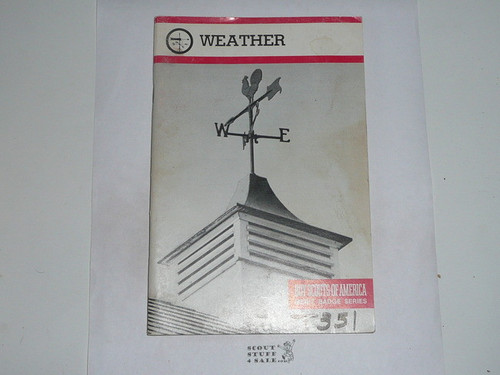 WEATHER
W E
BOY SCOUTS OF AMERICA
MERIT BADGE SERIES
351
SCOUT
STUFF
4 SALE